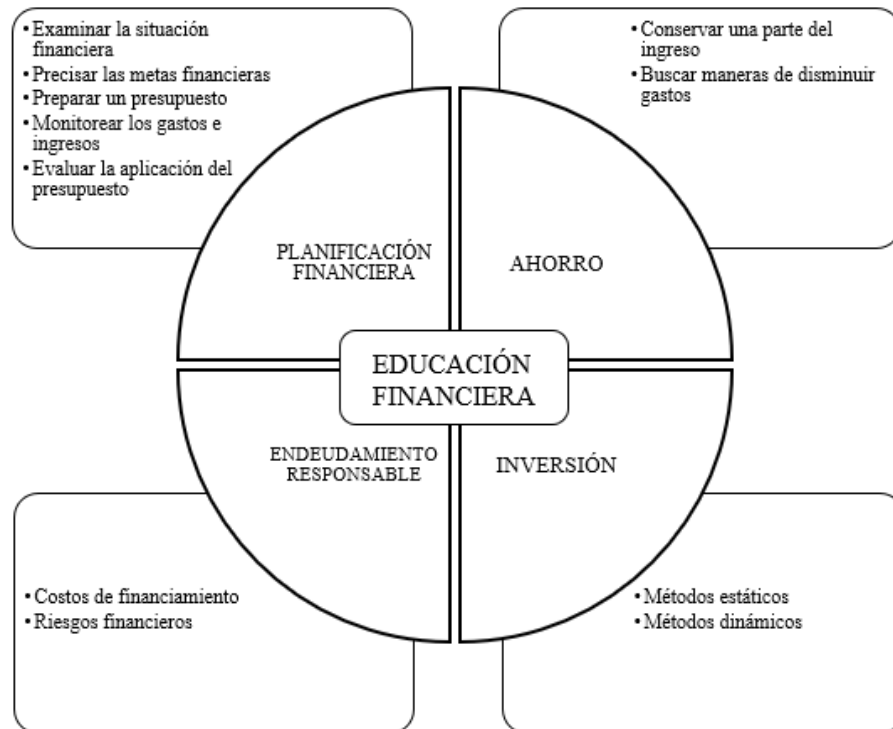 • Examinar la situación
financiera
• Precisar las metas financieras
• Preparar un presupuesto
• Monitorear los gastos e
ingresos
• Evaluar la aplicación del
presupuesto
• Conservar una parte del
ingreso
• Buscar maneras de disminuir
gastos
PLANIFICACIÓN
FINANCIERA
AHORRO
EDUCACIÓN
FINANCIERA
ENDEUDAMIENTO
RESPONSABLE
INVERSIÓN
• Costos de financiamiento
• Riesgos financieros
• Métodos estáticos
• Métodos dinámicos